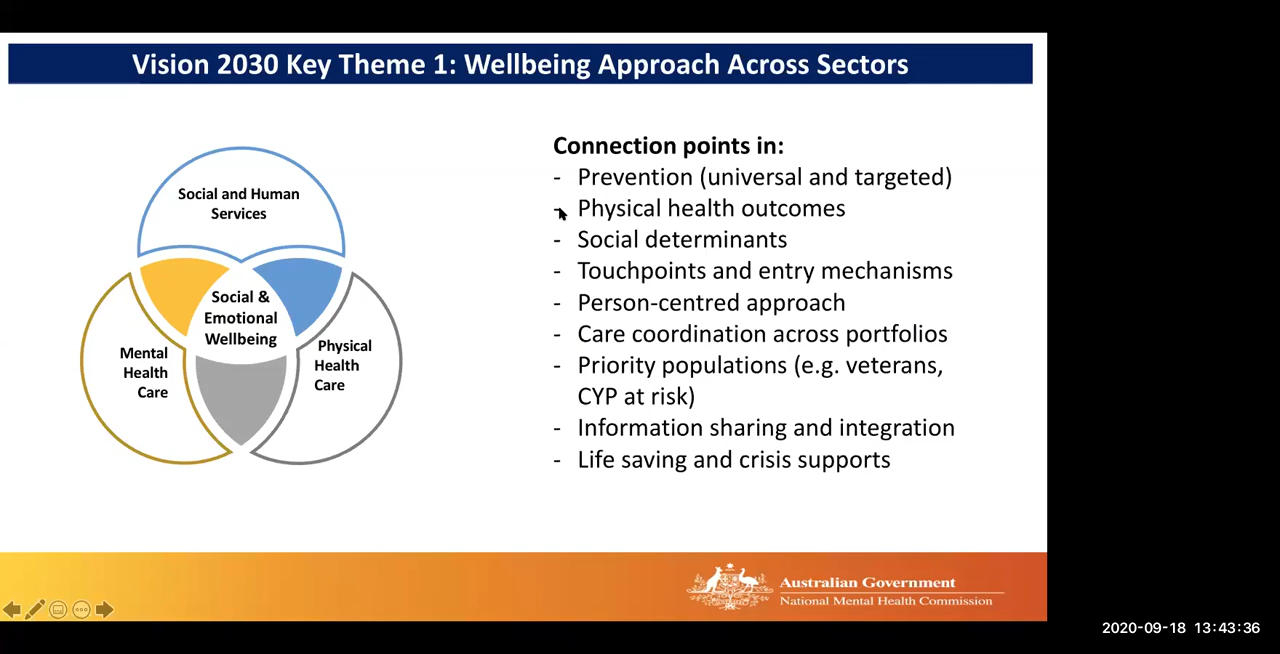 Vision 2030 Key Theme 1: Wellbeing Approach Across Sectors
Social and Human
Services
Social &
Emotional
Wellbeing
Mental
Health
Care
Physical
Health
Care
Connection points in:
- Prevention (universal and targeted)
- Physical health outcomes
- Social determinants
- Touchpoints and entry mechanisms
- Person-centred approach
- Care coordination across portfolios
- Priority populations (e.g. veterans,
CYP at risk)
- Information sharing and integration
- Life saving and crisis supports
Australian Government
National Mental Health Commission
2020-09-18 13:43:36